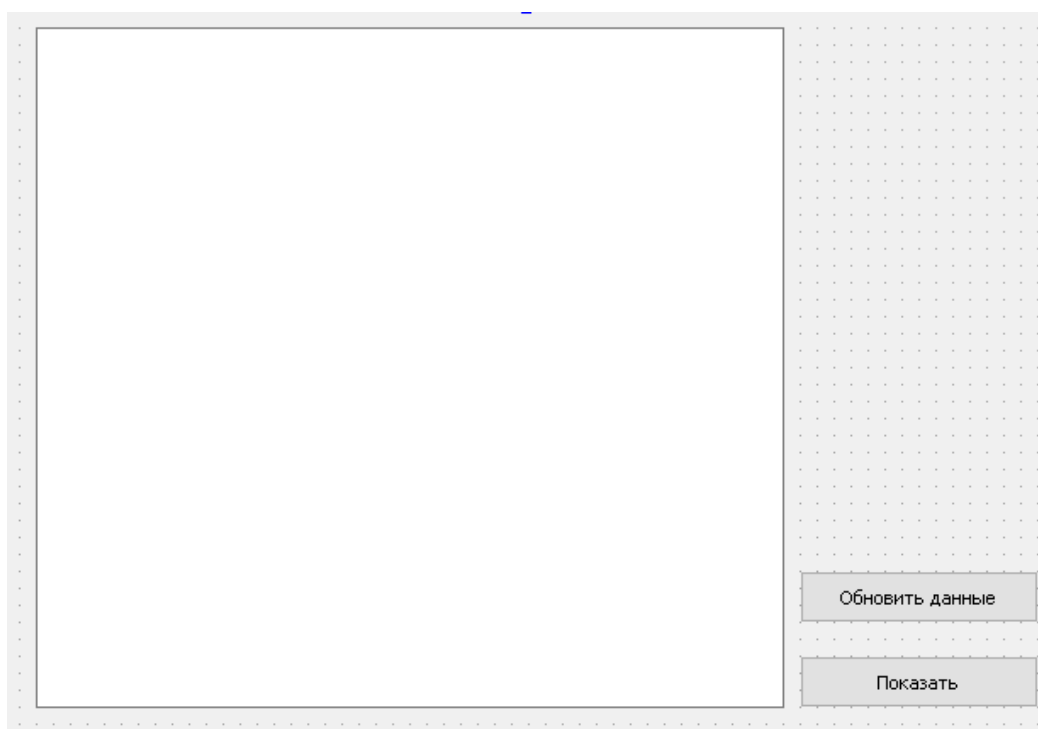 Обновить данные
Показать